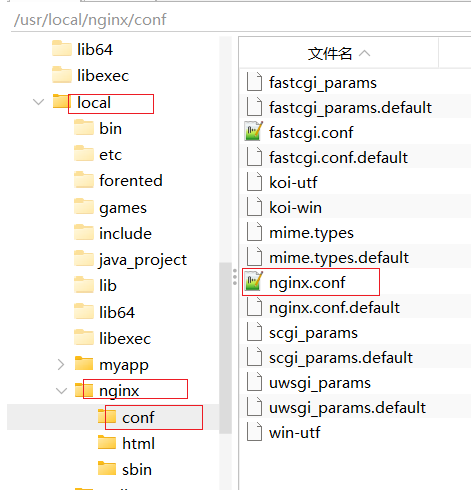 /usr/local/nginx/conf
lib64
libexec
local
bin
etc
forented
games
include
java_project
lib
lib64
libexec
myapp
nginx
conf
html
sbin
文件名
fastcgi_params
fastcgi_params.default
fastcgi.conf
fastcgi.conf.default
koi-utf
koi-win
mime.types
mime.types.default
nginx.conf
nginx.conf.default
scgi_params
scgi_params.default
uwsgi_params
uwsgi_params.default
win-utf